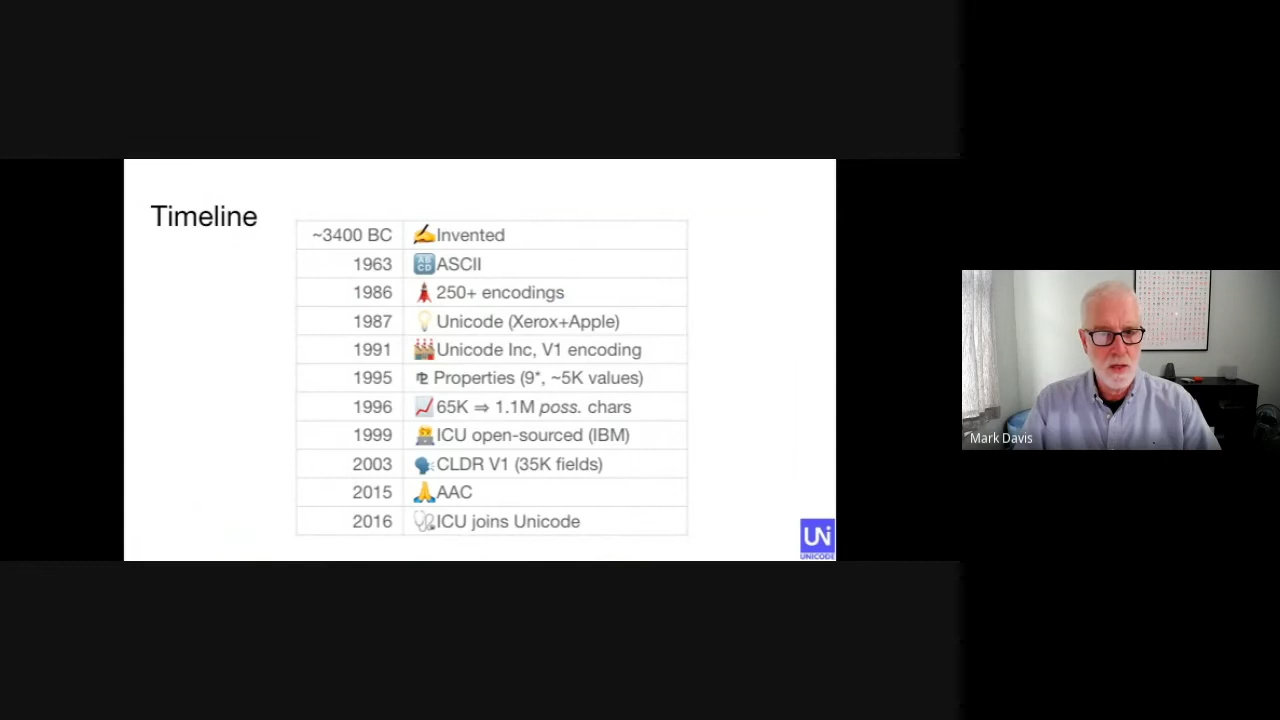 Timeline
~3400 BC ✍️Invented
1963 🔠ASCII
1986 🗼250+ encodings
1987 💡Unicode (Xerox+Apple)
1991 🏭Unicode Inc, V1 encoding
1995 Properties (9*, ~5K values)
1996 📈65K ⇒ 1.1M poss. chars
1999 🧑‍💻ICU open-sourced (IBM)
2003 🗣️CLDR V1 (35K fields)
2015 🙏AAC
2016 🩺ICU joins Unicode
UNi
UNICODE
Mark Davis